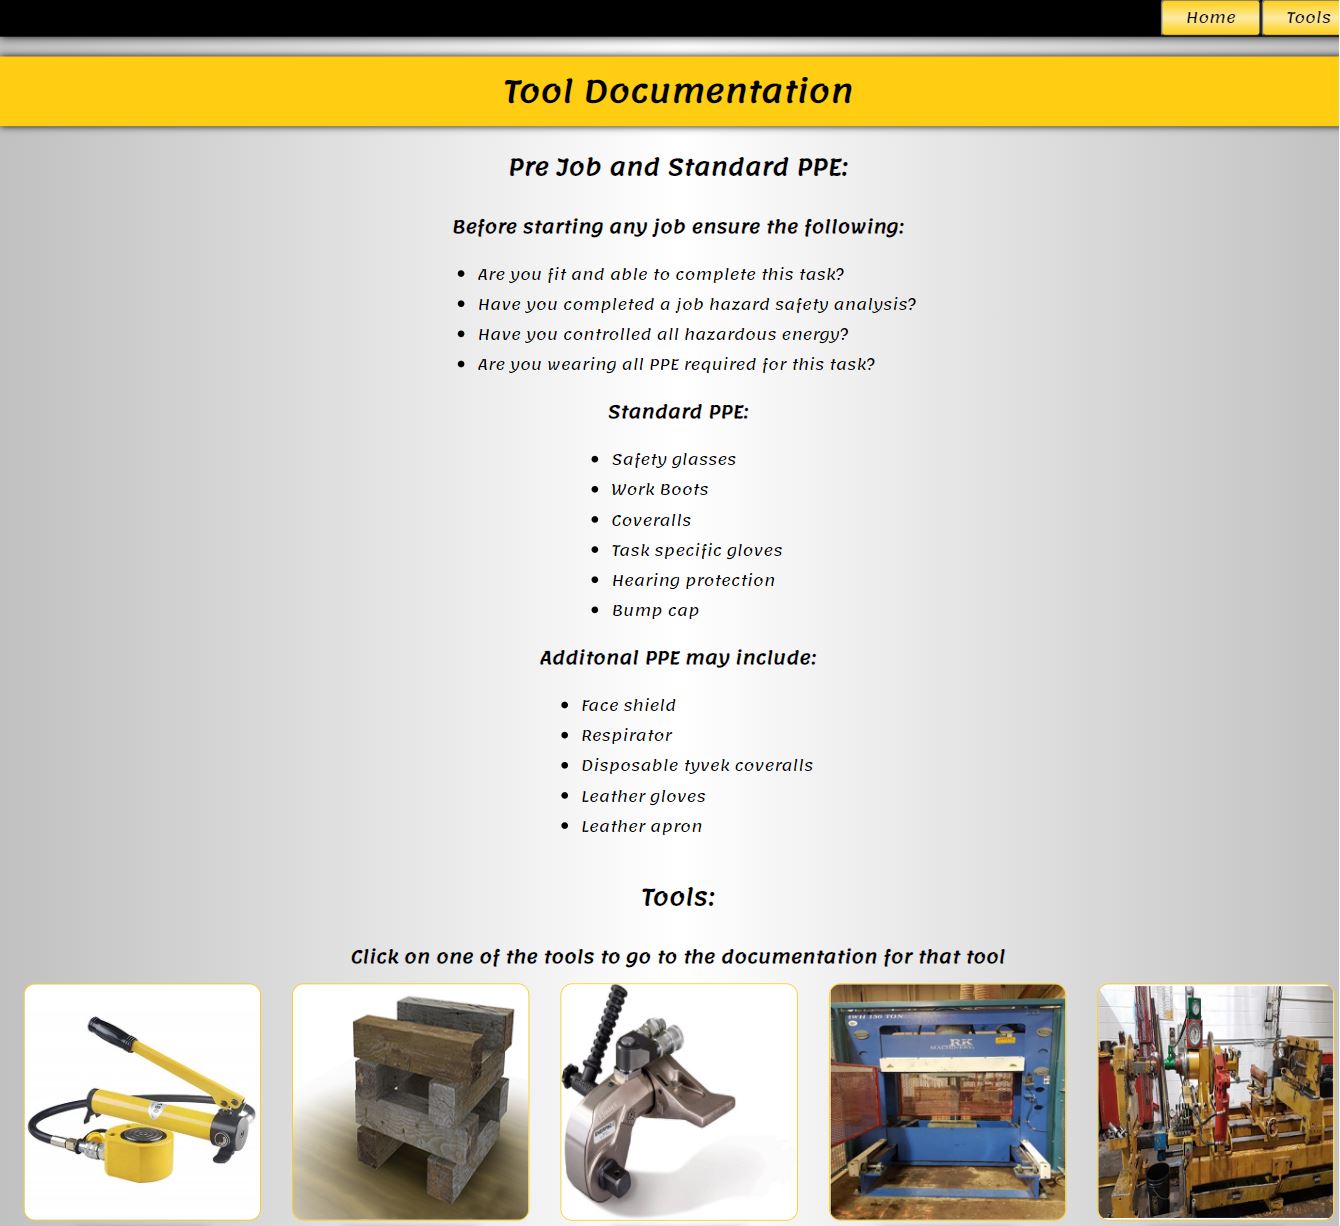 Home Tools
Tool Documentation
Pre Job and Standard PPE:
Before starting any job ensure the following:
Are you fit and able to complete this task?
Have you completed a job hazard safety analysis?
Have you controlled all hazardous energy?
Are you wearing all PPE required for this task?
Standard PPE:
Safety glasses
Work Boots
Coveralls
Task specific gloves
Hearing protection
Bump cap
Additonal PPE may include:
Face shield
Respirator
Disposable tyvek coveralls
Leather gloves
Leather apron
Tools:
Click on one of the tools to go to the documentation for that tool
150 TON
RK
MACHINERY